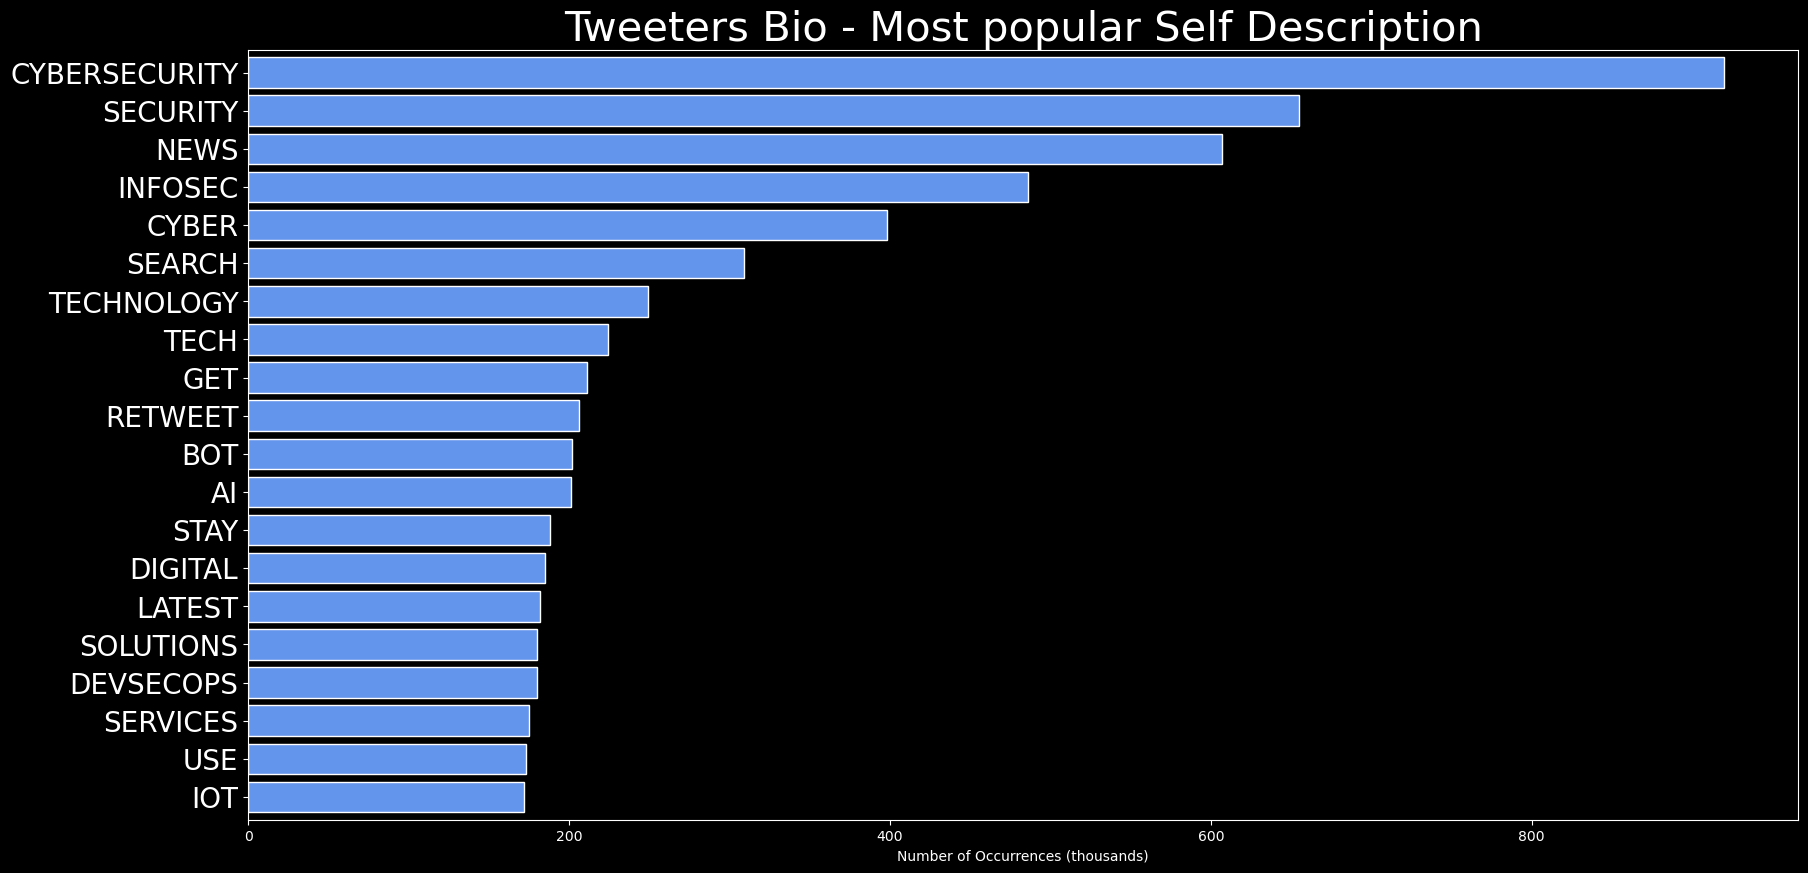 Tweeters Bio - Most popular Self Description
CYBERSECURITY
SECURITY
NEWS
INFOSEC
CYBER
SEARCH
TECHNOLOGY
TECH
GET
RETWEET
BOT
AI
STAY
DIGITAL
LATEST
SOLUTIONS
DEVSECOPS
SERVICES
USE
IOT
0 200 400 600 800
Number of Occurrences (thousands)